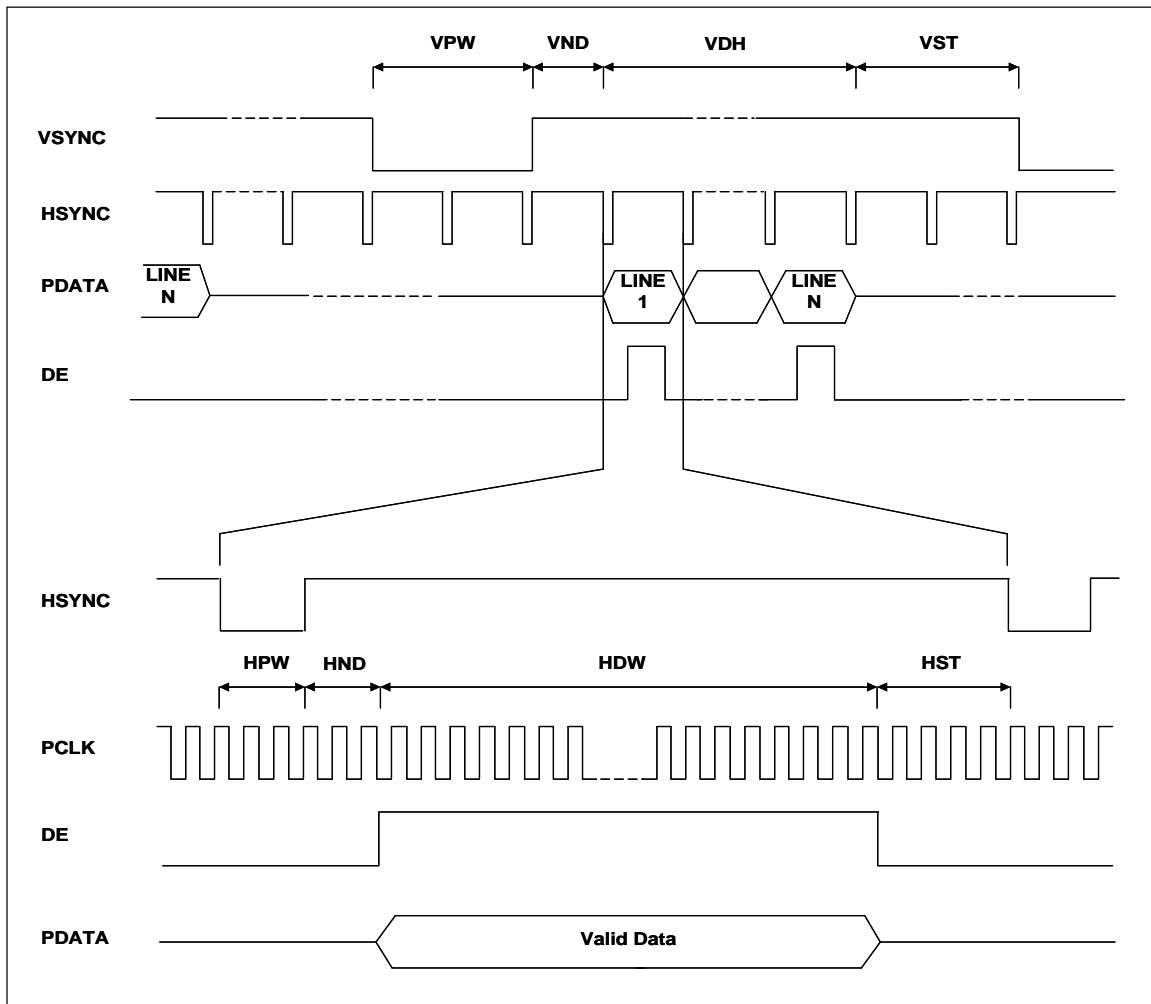 VPW VND VDH VST
VSYNC
HSYNC
PDATA
LINE
N
LINE
1
LINE
N
DE
HSYNC
HPW HND HDW HST
PCLK
DE
PDATA
Valid Data